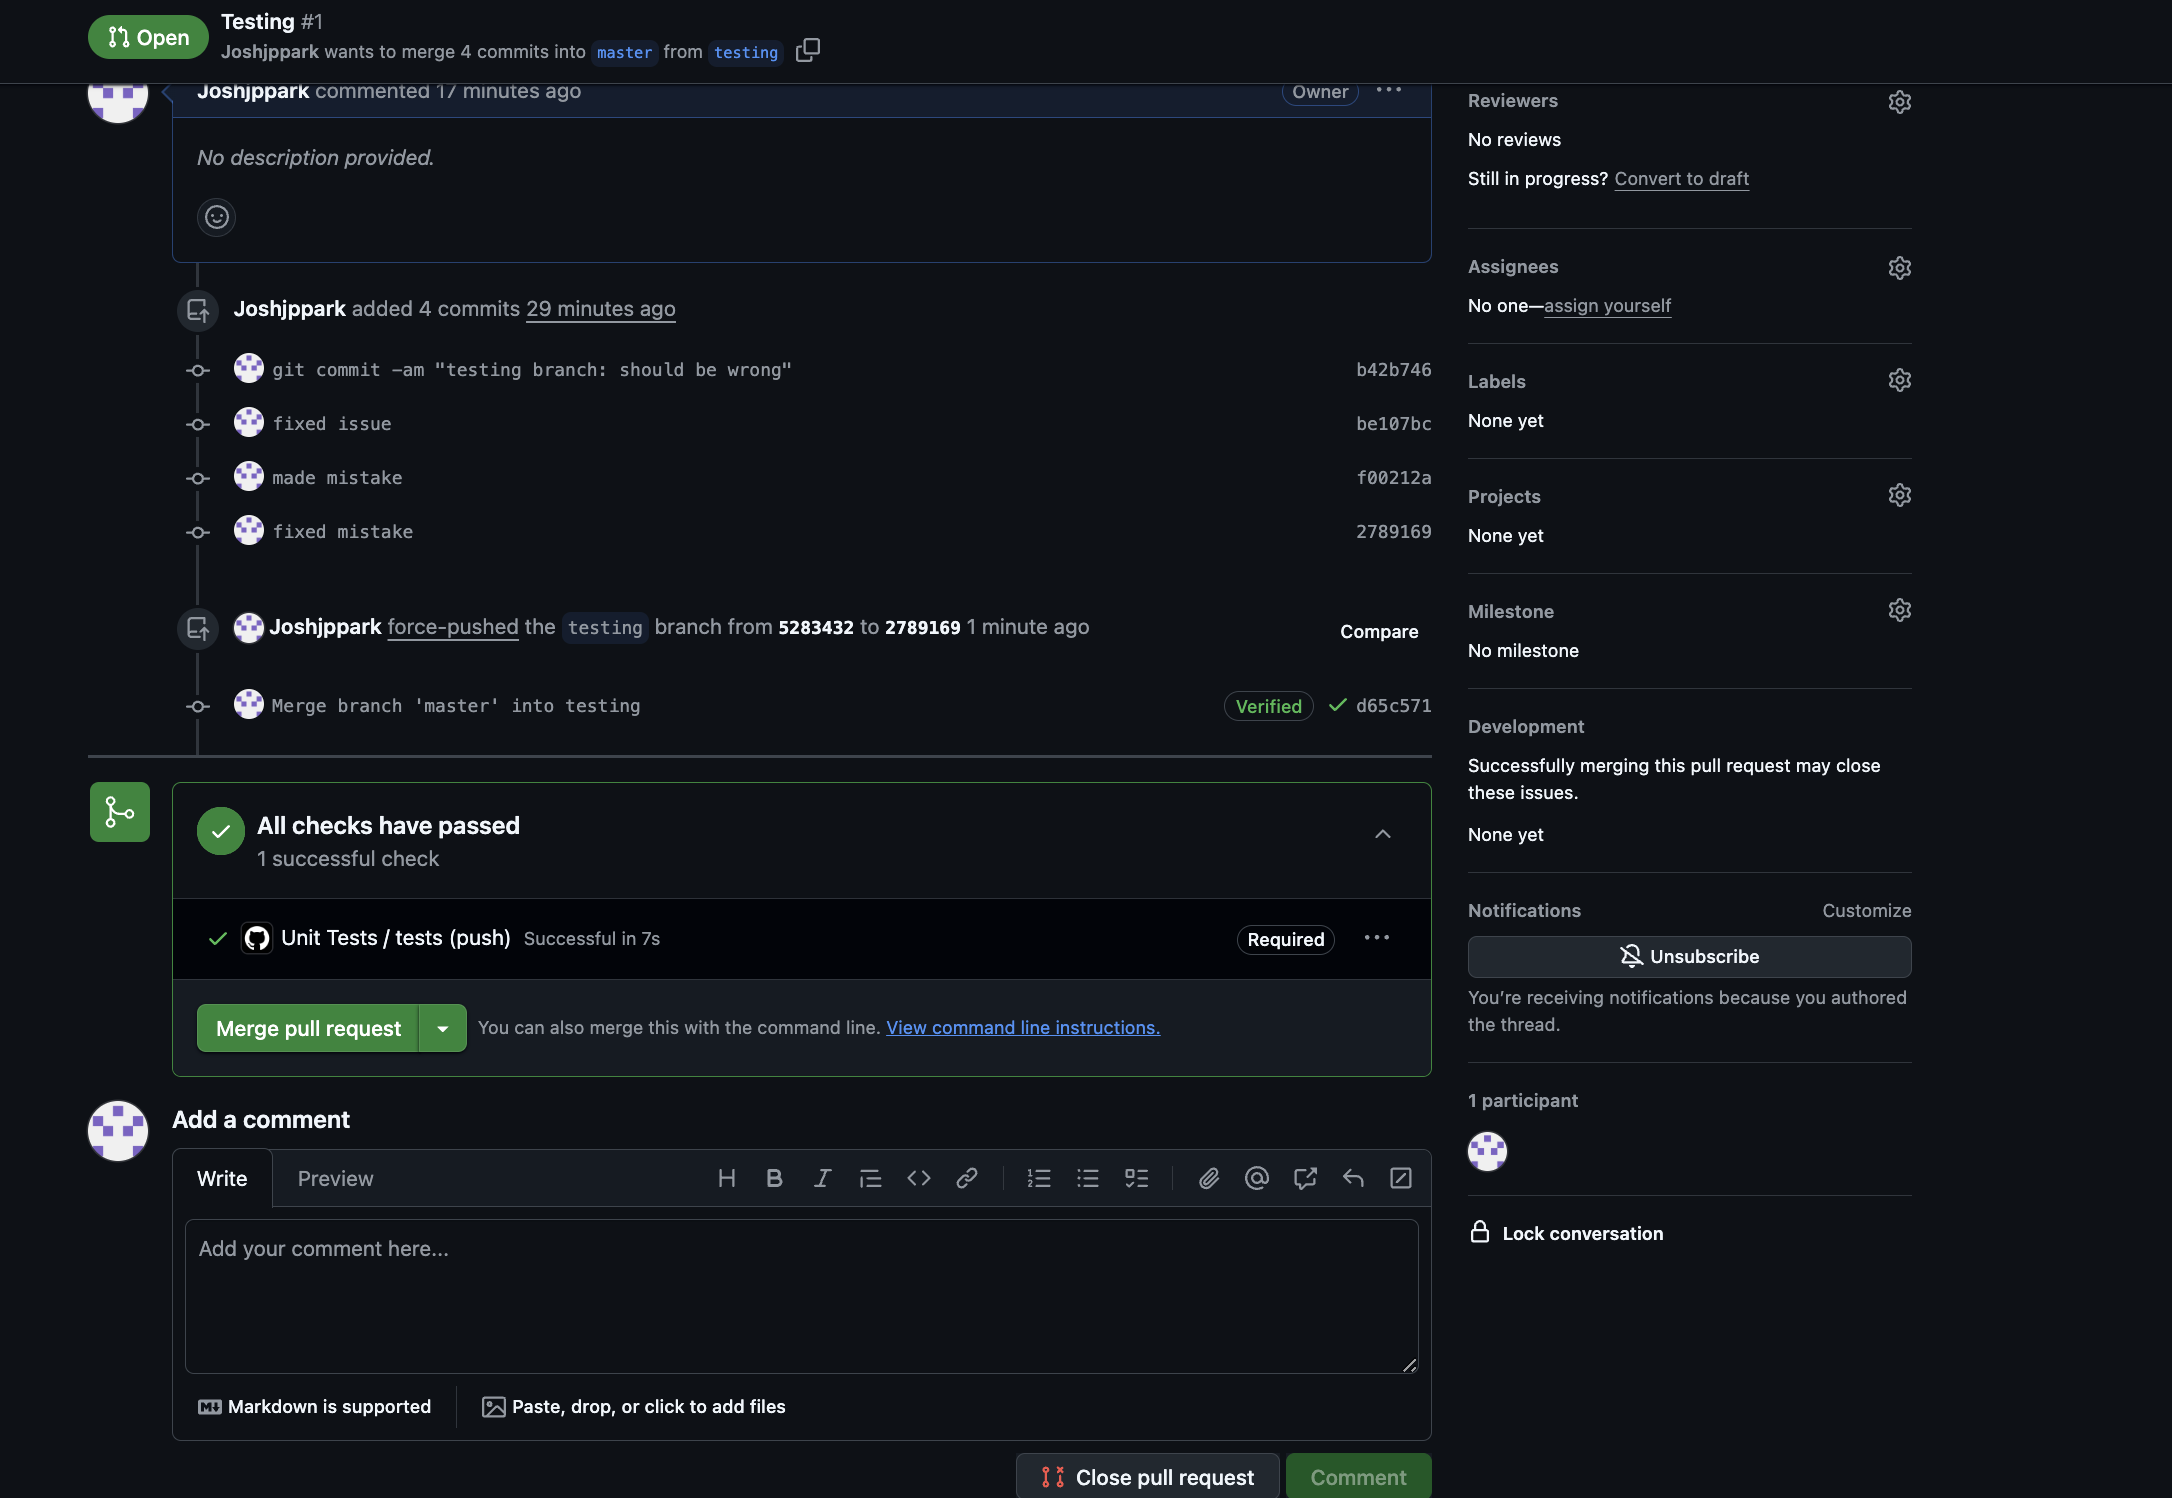 Open
Testing #1
Joshjppark wants to merge 4 commits into master from testing
Joshjppark commented 17 minutes ago
Owner
No description provided.
Joshjppark added 4 commits 29 minutes ago
git commit -am "testing branch: should be wrong" b42b746
fixed issue be107bc
made mistake f00212a
fixed mistake 2789169
Joshjppark force-pushed the testing branch from 5283432 to 2789169 1 minute ago
Compare
Merge branch 'master' into testing Verified d65c571
All checks have passed
1 successful check
Unit Tests / tests (push) Successful in 7s Required
Merge pull request You can also merge this with the command line. View command line instructions.
Add a comment
Write Preview
Add your comment here...
Markdown is supported
Paste, drop, or click to add files
Close pull request
Comment
Reviewers
No reviews
Still in progress? Convert to draft
Assignees
No one—assign yourself
Labels
None yet
Projects
None yet
Milestone
No milestone
Development
Successfully merging this pull request may close
these issues.
None yet
Notifications Customize
Unsubscribe
You’re receiving notifications because you authored
the thread.
1 participant
Lock conversation